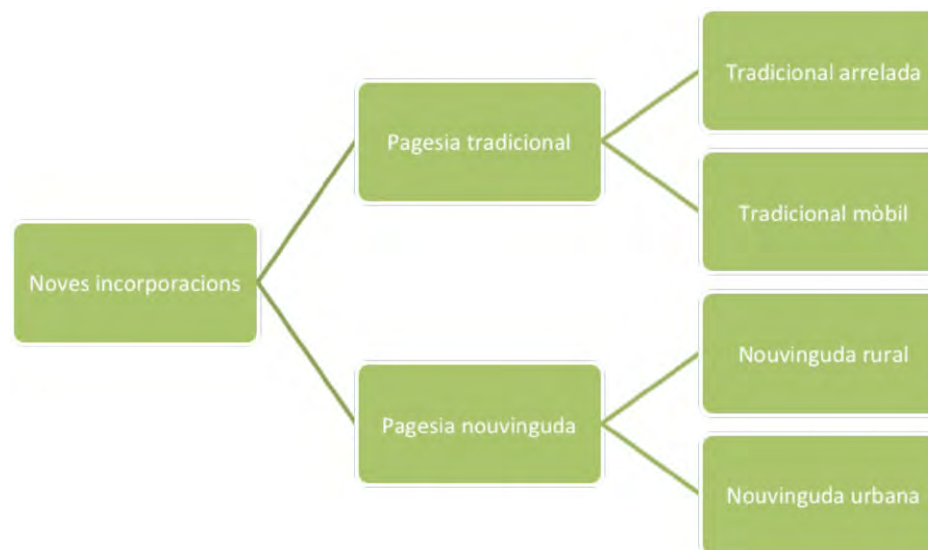 Noves incorporacions
Pagesia tradicional
Tradicional arrelada
Tradicional mòbil
Pagesia nouvinguda
Nouvinguda rural
Nouvinguda urbana